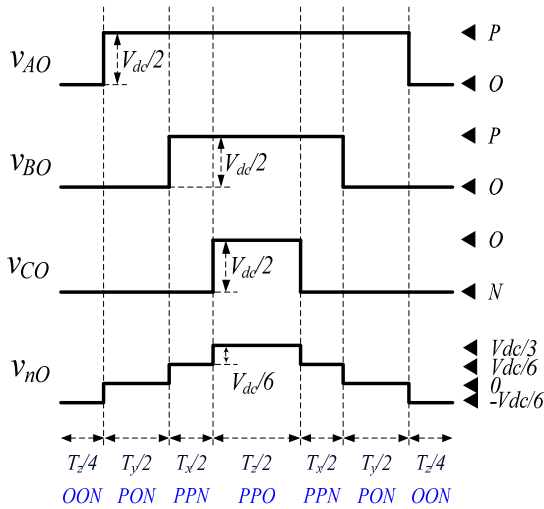 v_AO V_dc/2 P
O
v_BO V_dc/2 P
O
v_CO V_dc/2 O
N
v_nO V_dc/6 Vdc/3
Vdc/6
0
-Vdc/6
T_z/4 T_y/2 T_x/2 T_z/2 T_x/2 T_y/2 T_z/4
OON PON PPN PPO PPN PON OON